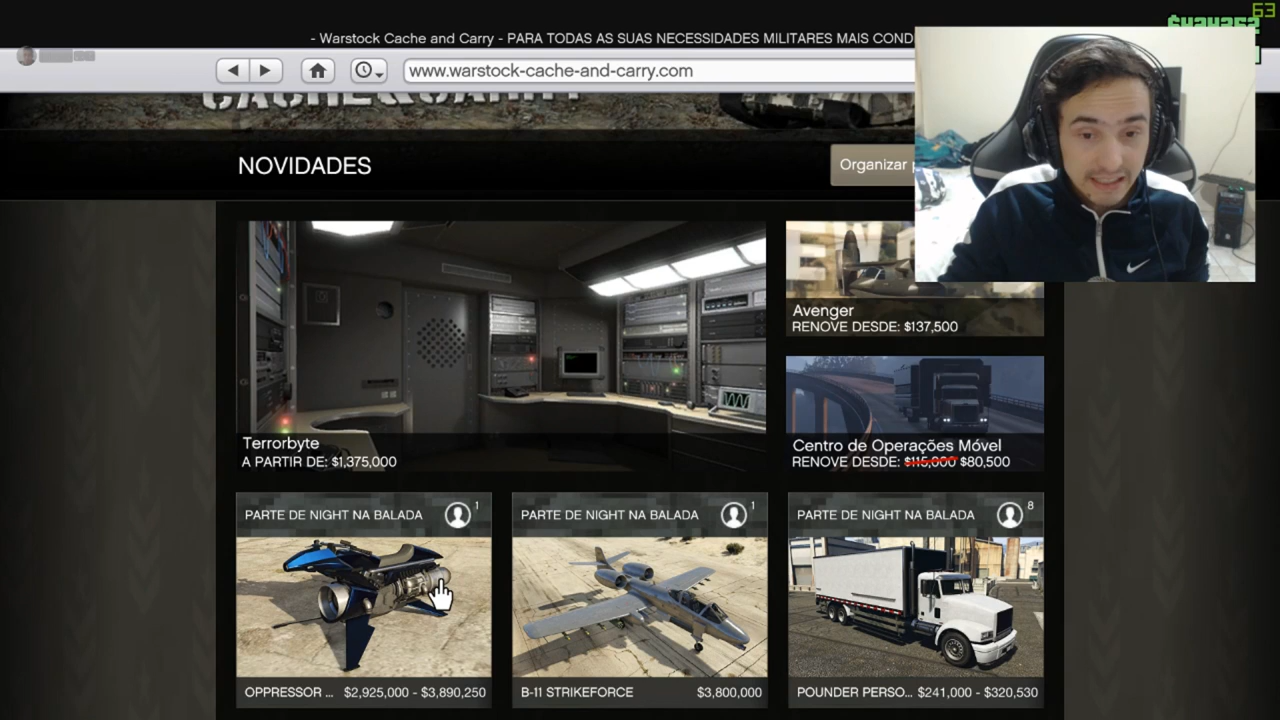 63
- Warstock Cache and Carry - PARA TODAS AS SUAS NECESSIDADES MILITARES MAIS COND
www.warstock-cache-and-carry.com
CACHE & CARRY
NOVIDADES
Organizar
Terrorbyte
A PARTIR DE: $1,375,000
Avenger
RENOVE DESDE: $137,500
Centro de Operações Móvel
RENOVE DESDE: $115,000 $80,500
PARTE DE NIGHT NA BALADA 1
PARTE DE NIGHT NA BALADA 1
PARTE DE NIGHT NA BALADA 8
OPPRESSOR ... $2,925,000 - $3,890,250
B-11 STRIKEFORCE $3,800,000
POUNDER PERSO... $241,000 - $320,530